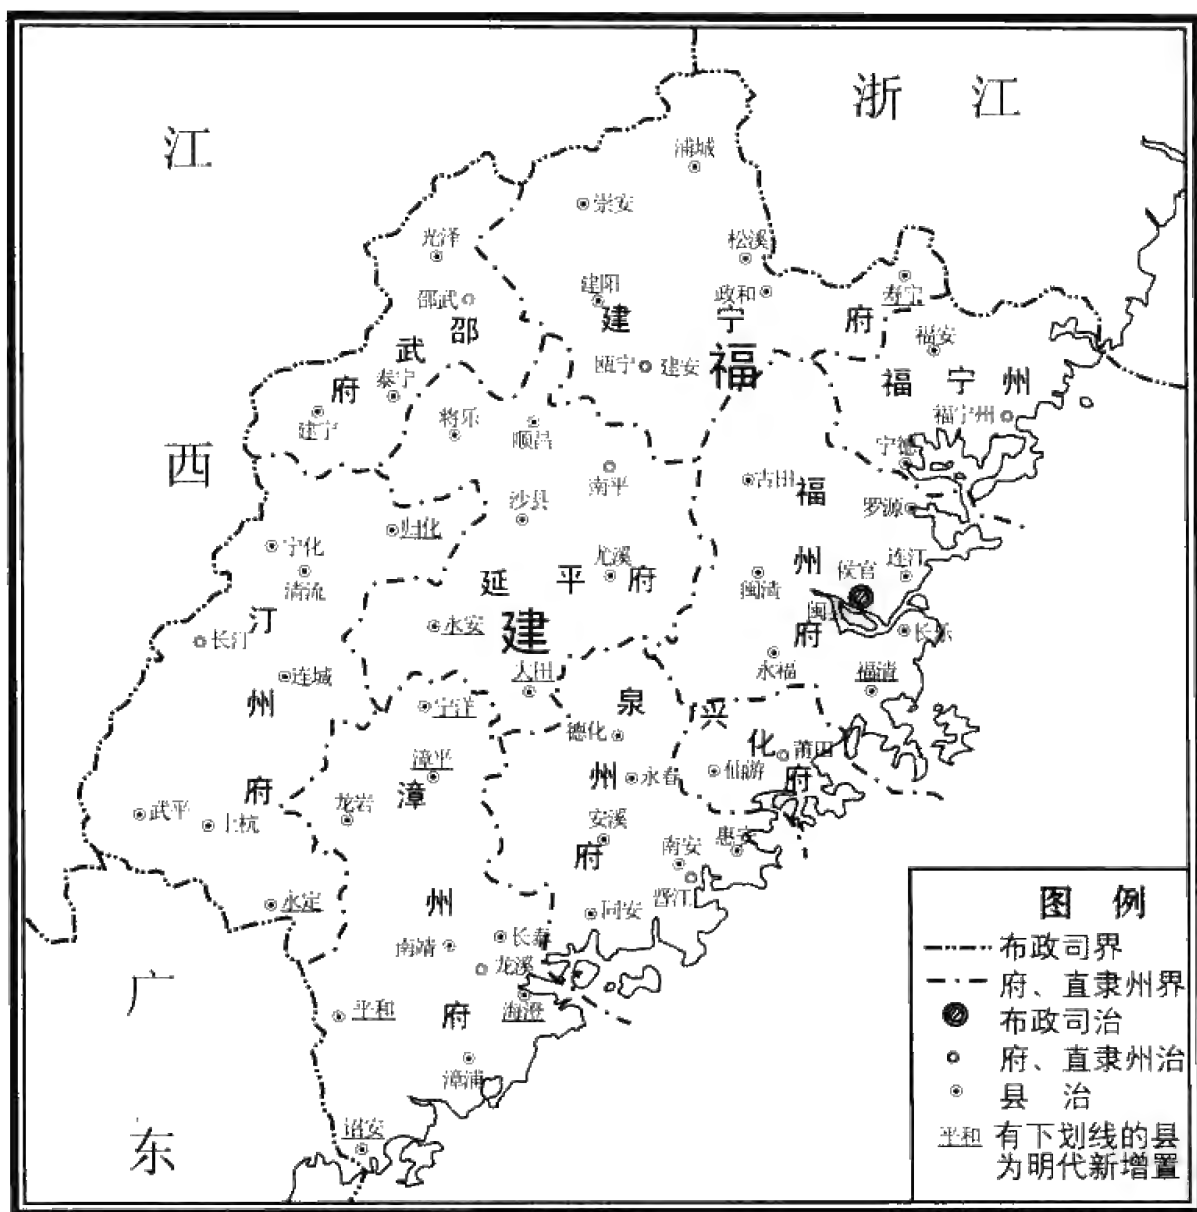 浙江
江
西
广
东
福
建
浦城
崇安
光泽
松溪
建阳
政和
寿宁
邵武
建宁府
邵武府
福安
瓯宁
建安
泰宁
建宁
将乐
顺昌
福宁州
福宁州
宁德
南平
古田
福州府
罗源
沙县
归化
宁化
清流
尤溪
延平府
闽清
侯官
连江
闽
长乐
汀州府
长汀
永安
连城
大田
永福
福清
宁洋
泉州府
兴化府
德化
莆田
漳平
永春
仙游
漳州府
龙岩
武平
上杭
安溪
南安
惠安
晋江
永定
同安
南靖
长泰
龙溪
平和
海澄
漳浦
诏安
图例
布政司界
府、直隶州界
布政司治
府、直隶州治
县治
平和 有下划线的县
为明代新增置